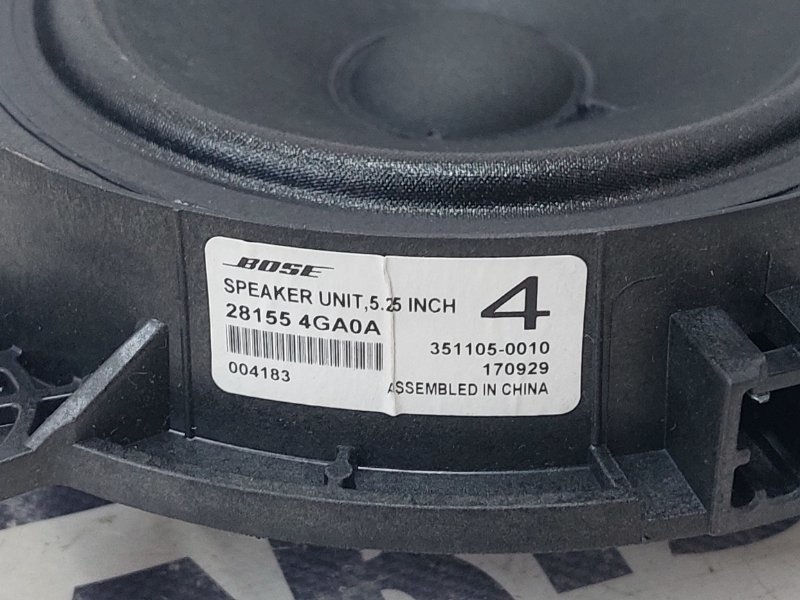 BOSE
SPEAKER UNIT,5.25 INCH
28155 4GA0A
004183
4
351105-0010
170929
ASSEMBLED IN CHINA